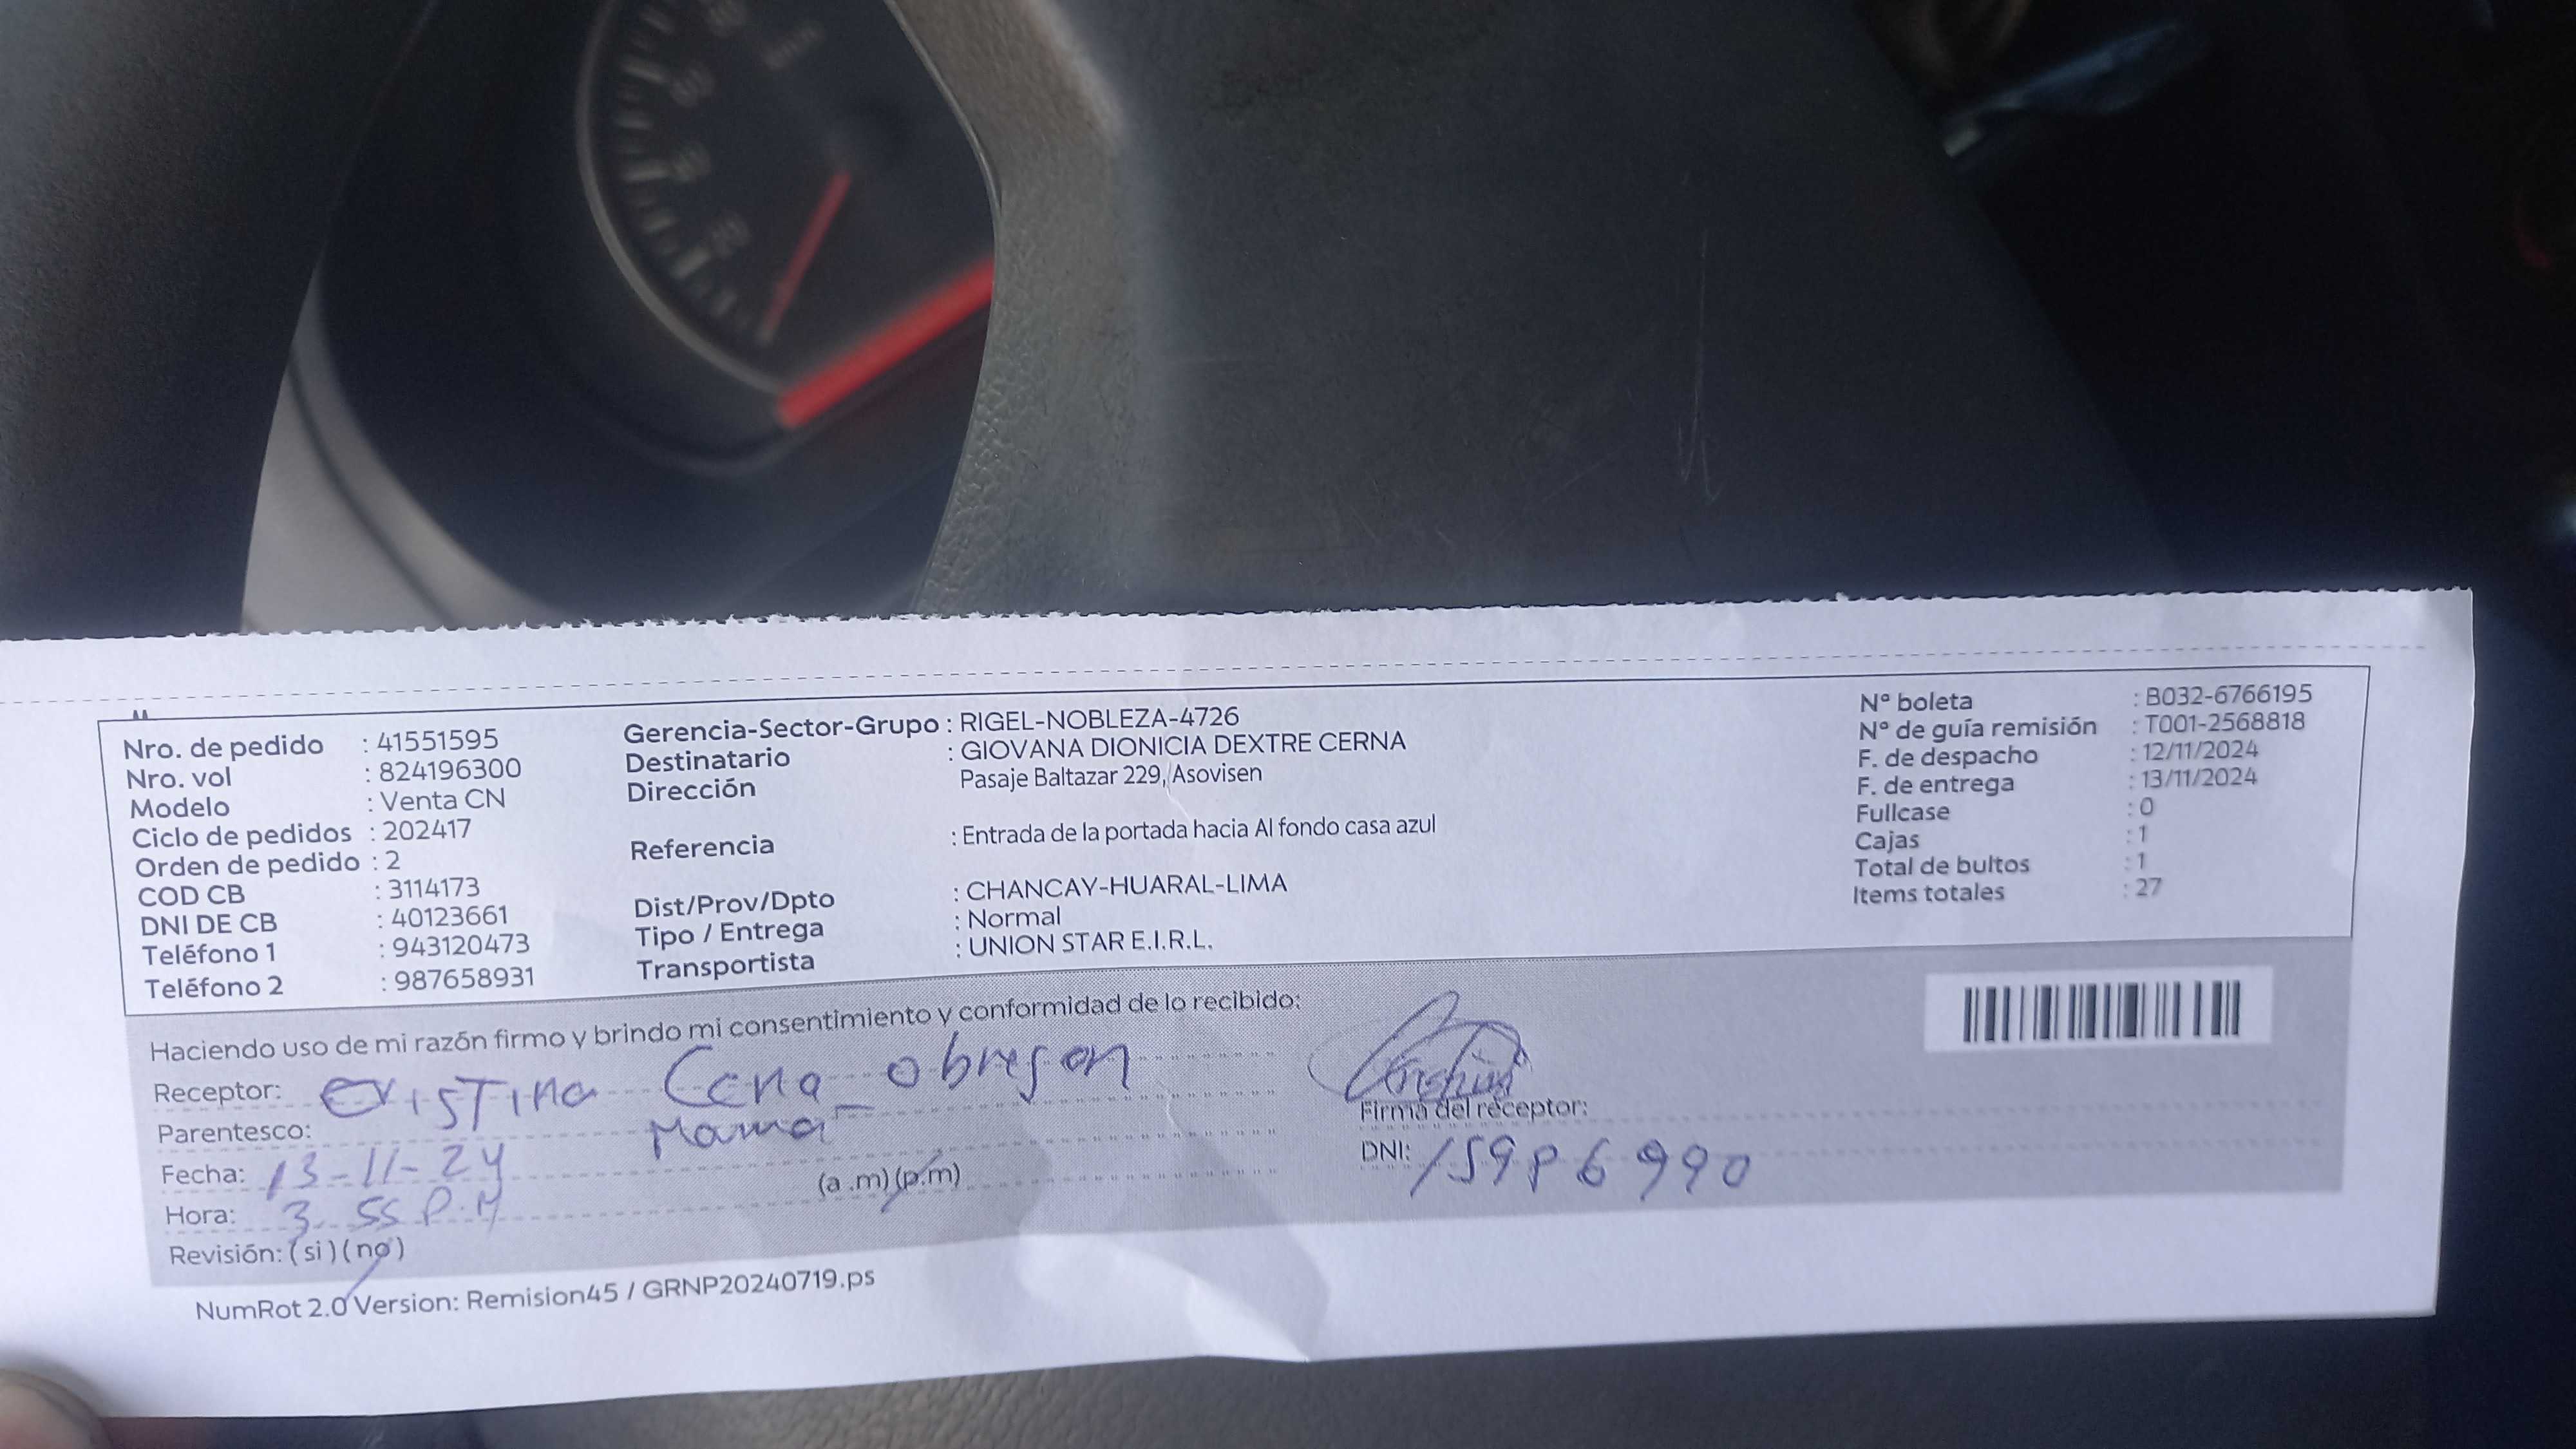 Nro. de pedido : 41551595
Nro. vol : 824196300
Modelo : Venta CN
Ciclo de pedidos : 202417
Orden de pedido : 2
COD CB : 3114173
DNI DE CB : 40123661
Teléfono 1 : 943120473
Teléfono 2 : 987658931
Gerencia-Sector-Grupo : RIGEL-NOBLEZA-4726
Destinatario : GIOVANA DIONICIA DEXTRE CERNA
Dirección Pasaje Baltazar 229, Asovisen
Referencia : Entrada de la portada hacia Al fondo casa azul
Dist/Prov/Dpto : CHANCAY-HUARAL-LIMA
Tipo / Entrega : Normal
Transportista : UNION STAR E.I.R.L.
N° boleta : B032-6766195
N° de guía remisión : T001-2568818
F. de despacho : 12/11/2024
F. de entrega : 13/11/2024
Fullcase : 0
Cajas : 1
Total de bultos : 1
Items totales : 27
Haciendo uso de mi razón firmo y brindo mi consentimiento y conformidad de lo recibido:
Receptor: cristina Cerna obregon
Parentesco: Mama
Fecha: 13-11-24
Hora: 3 55 P.M (a .m) (p.m)
Revisión: (si) (no)
Firma del receptor:
DNI:
NumRot 2.0 Version: Remision45 / GRNP20240719.ps